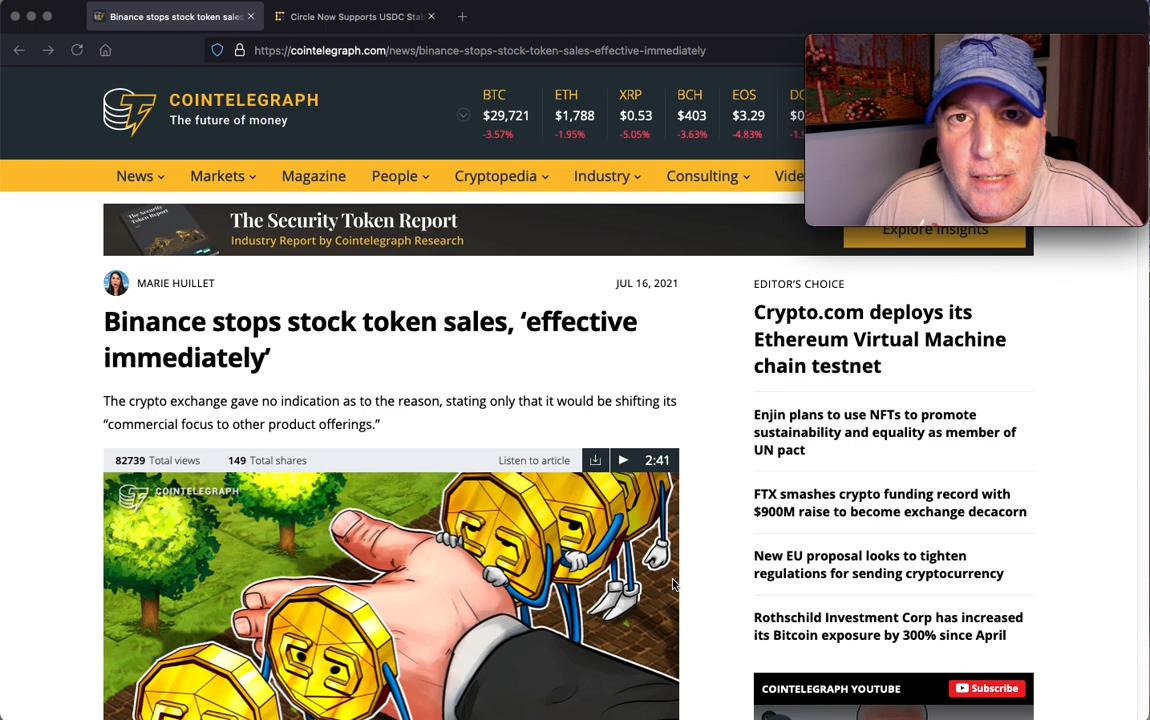 Binance stops stock token sales
Circle Now Supports USDC Sta
https://cointelegraph.com/news/binance-stops-stock-token-sales-effective-immediately
COINTELEGRAPH
The future of money
BTC ETH XRP BCH EOS
$29,721 $1,788 $0.53 $403 $3.29
-3.57% -1.95% -5.05% -3.63% -4.83%
News Markets Magazine People Cryptopedia Industry Consulting
The Security Token Report
Industry Report by Cointelegraph Research
Explore Insights
MARIE HUILLET
JUL 16, 2021
Binance stops stock token sales, ‘effective
immediately’
The crypto exchange gave no indication as to the reason, stating only that it would be shifting its
“commercial focus to other product offerings.”
82739 Total views 149 Total shares Listen to article 2:41
COINTELEGRAPH
EDITOR’S CHOICE
Crypto.com deploys its
Ethereum Virtual Machine
chain testnet
Enjin plans to use NFTs to promote
sustainability and equality as member of
UN pact
FTX smashes crypto funding record with
$900M raise to become exchange decacorn
New EU proposal looks to tighten
regulations for sending cryptocurrency
Rothschild Investment Corp has increased
its Bitcoin exposure by 300% since April
COINTELEGRAPH YOUTUBE
Subscribe